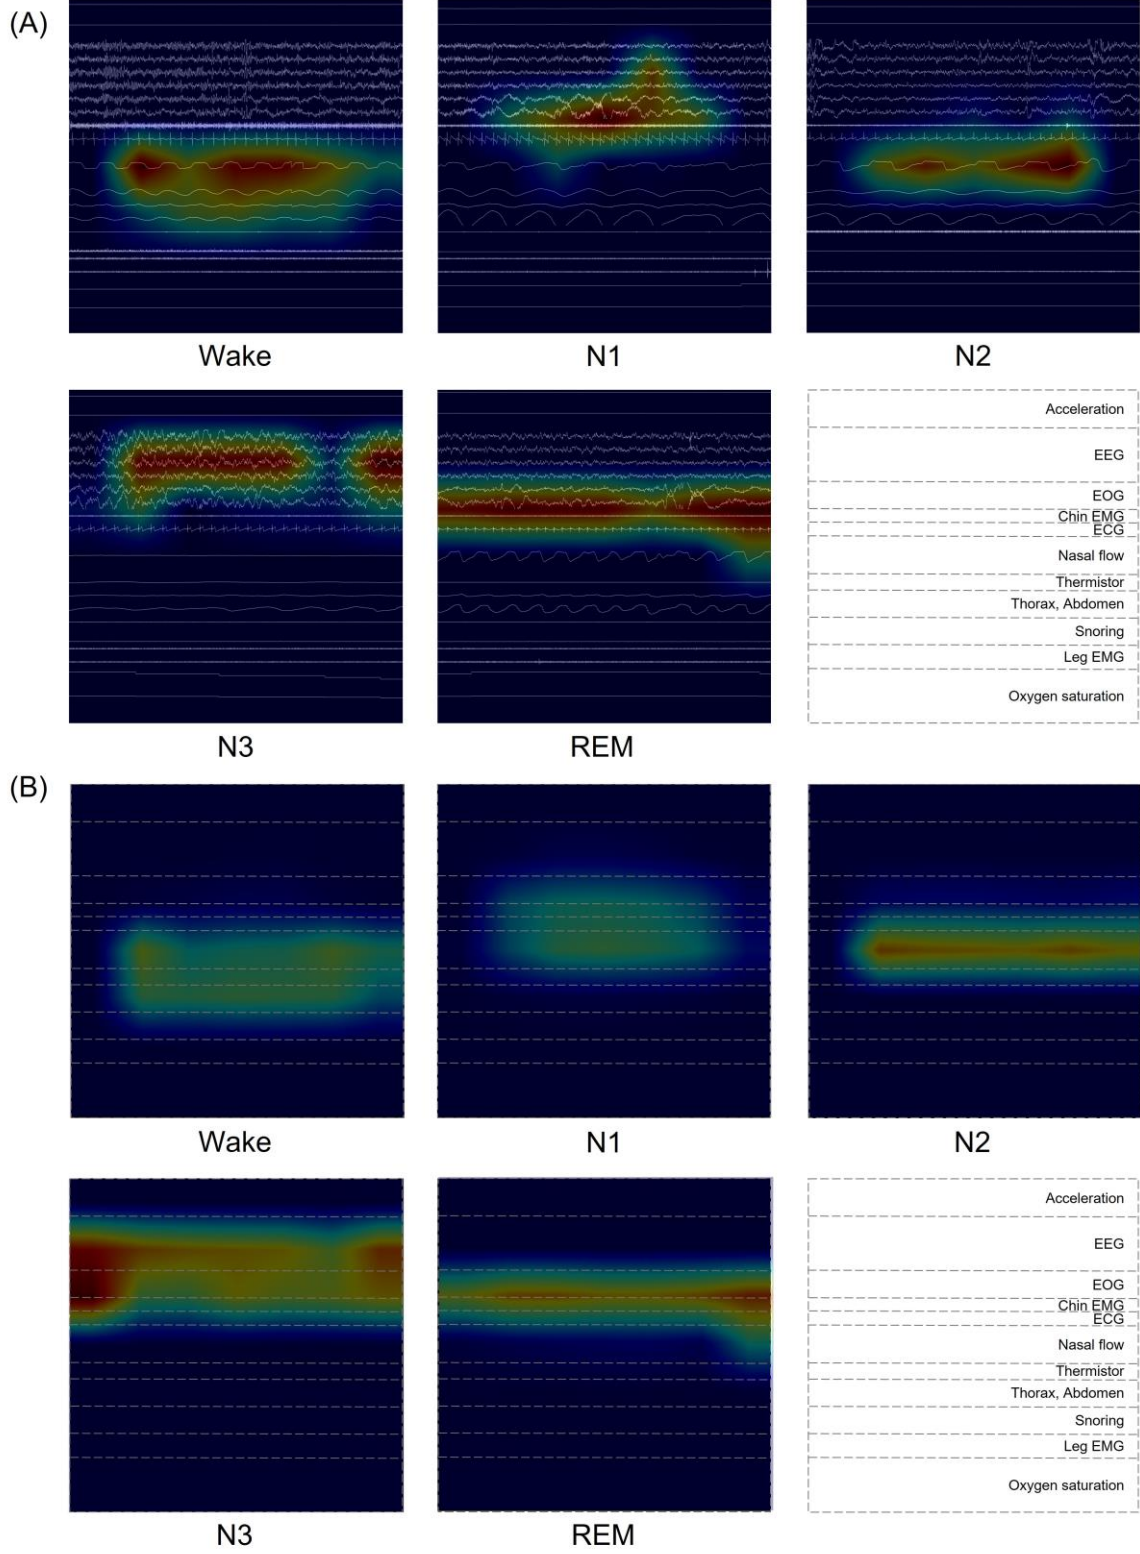 (A)
Wake
N1
N2
Acceleration
EEG
EOG
Chin EMG
ECG
Nasal flow
Thermistor
Thorax, Abdomen
Snoring
Leg EMG
Oxygen saturation
N3
REM
(B)
Wake
N1
N2
Acceleration
EEG
EOG
Chin EMG
ECG
Nasal flow
Thermistor
Thorax, Abdomen
Snoring
Leg EMG
Oxygen saturation
N3
REM